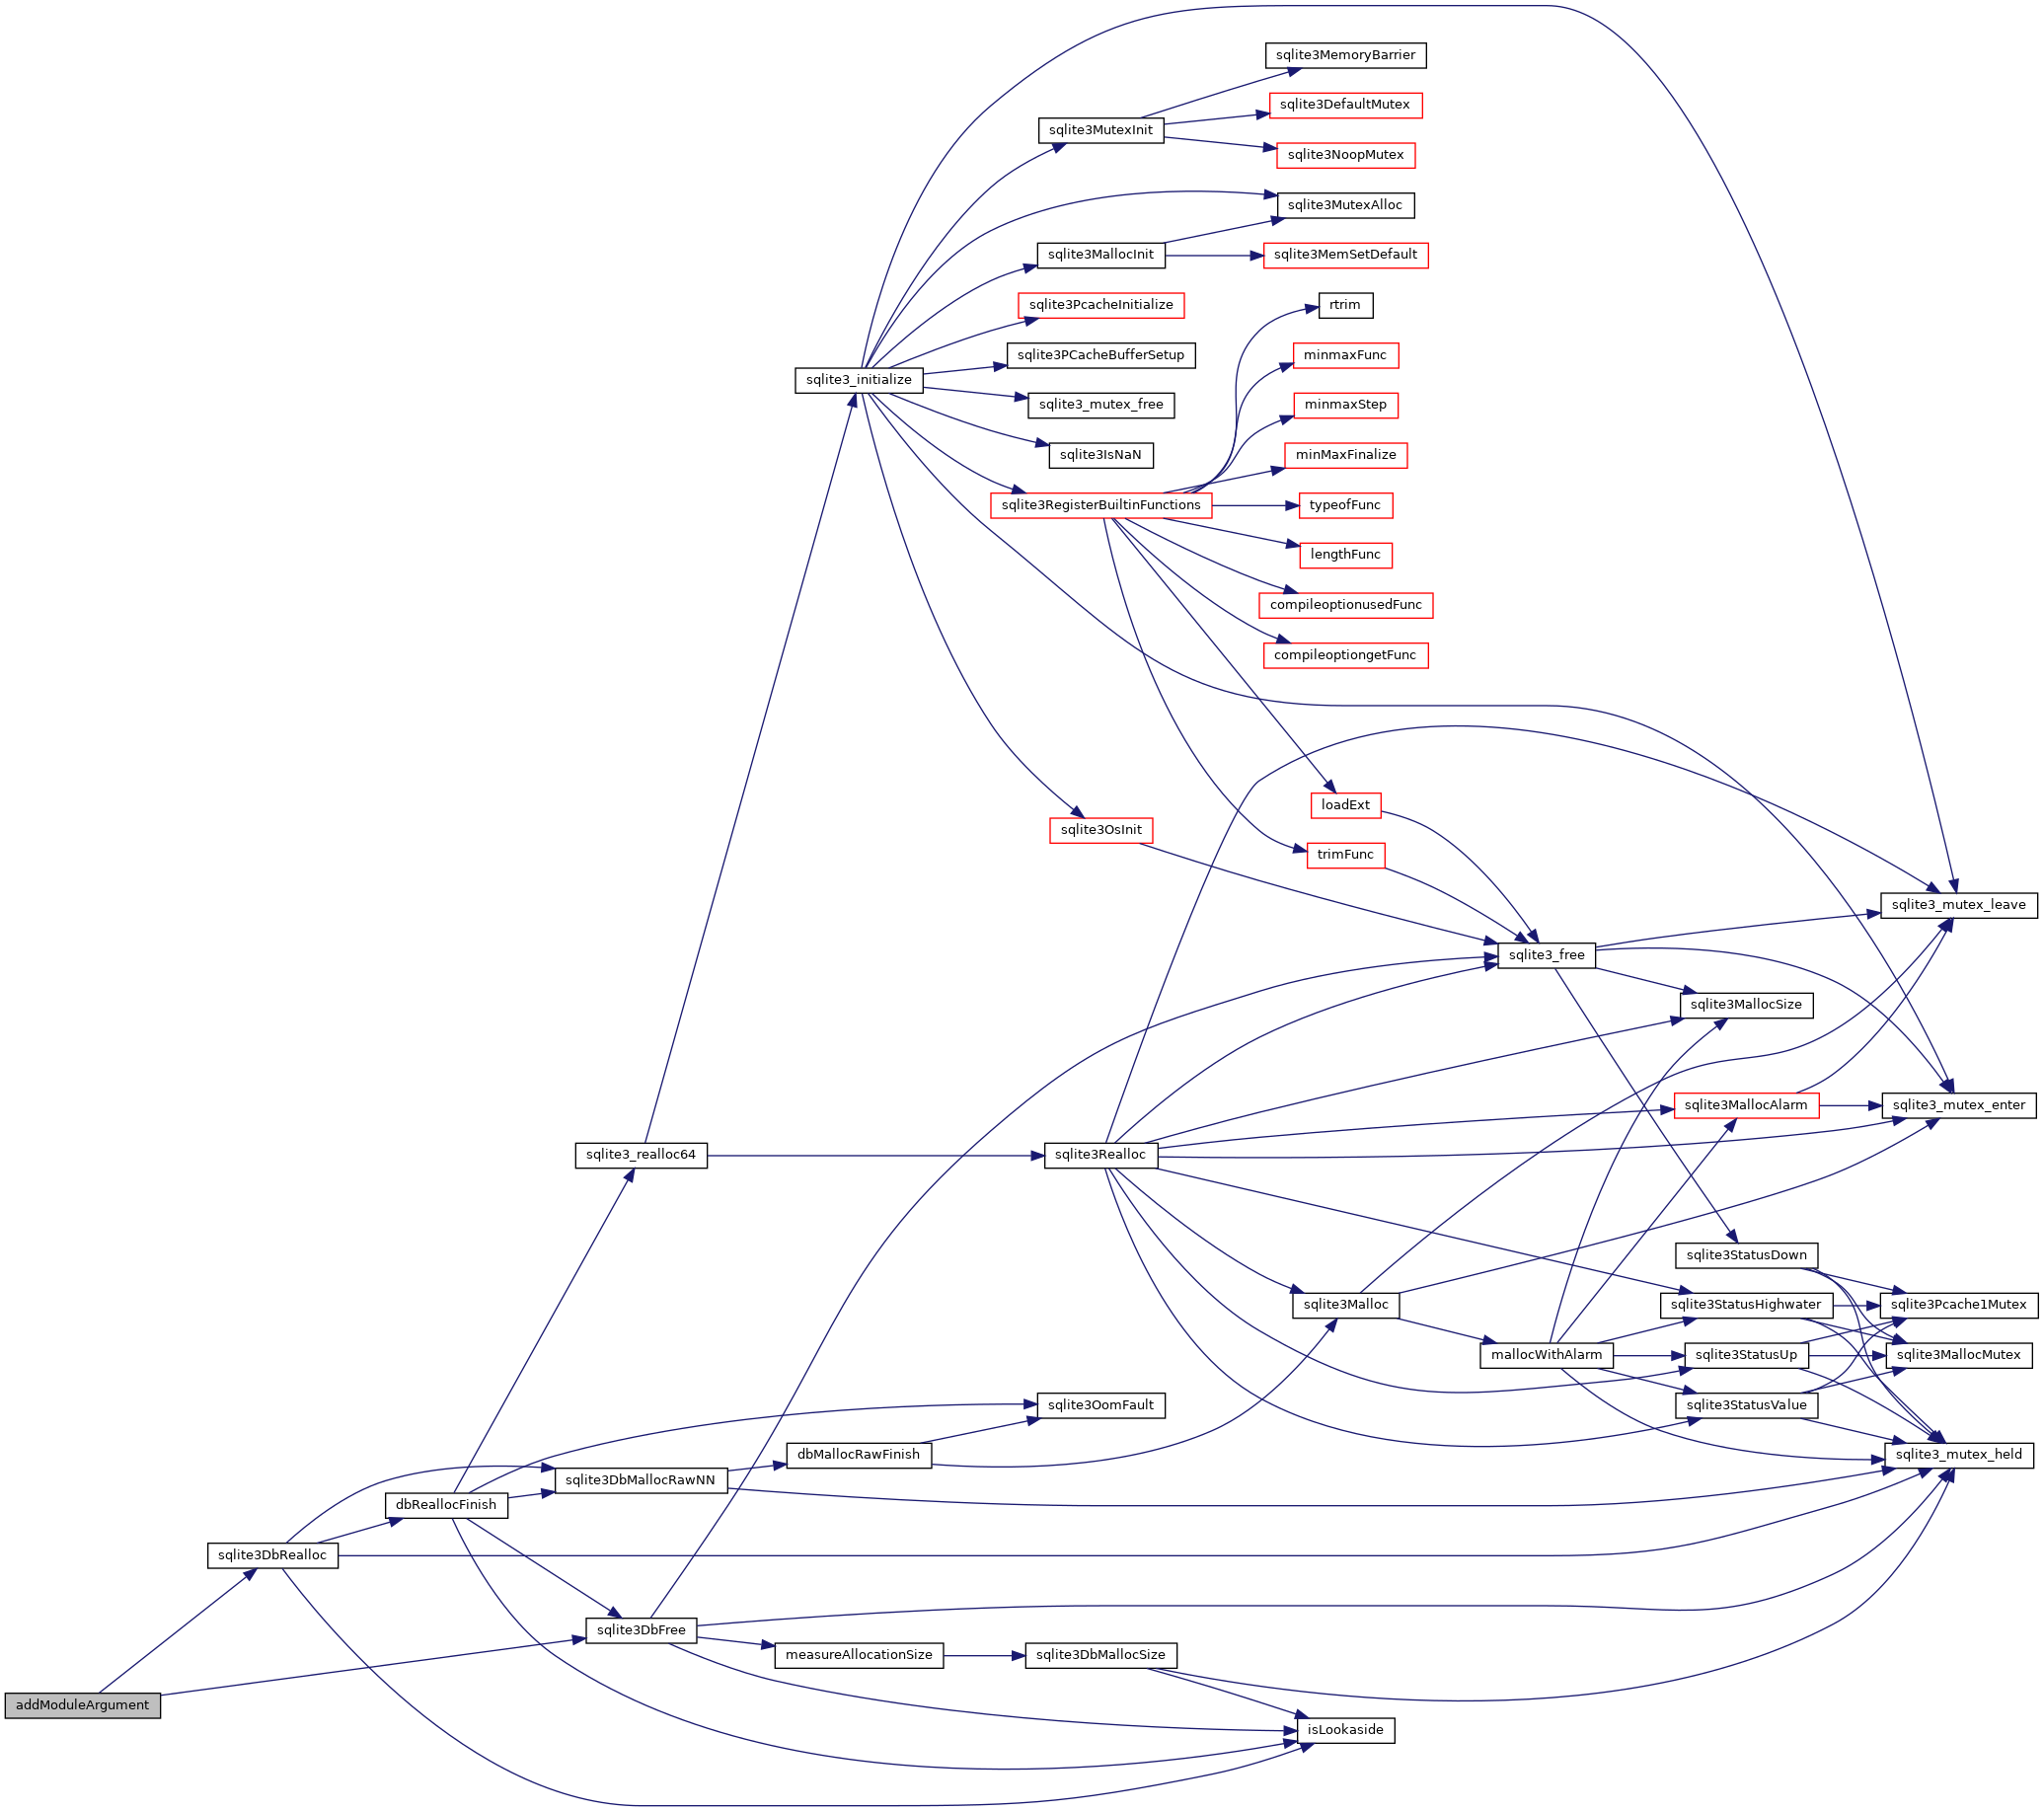 sqlite3MemoryBarrier
sqlite3DefaultMutex
sqlite3MutexInit
sqlite3NoopMutex
sqlite3MutexAlloc
sqlite3MallocInit
sqlite3MemSetDefault
sqlite3PcacheInitialize
rtrim
sqlite3PCacheBufferSetup
minmaxFunc
sqlite3_initialize
sqlite3_mutex_free
minmaxStep
sqlite3IsNaN
minMaxFinalize
sqlite3RegisterBuiltinFunctions
typeofFunc
lengthFunc
compileoptionusedFunc
compileoptiongetFunc
loadExt
sqlite3OsInit
trimFunc
sqlite3_mutex_leave
sqlite3_free
sqlite3MallocSize
sqlite3MallocAlarm
sqlite3_mutex_enter
sqlite3_realloc64
sqlite3Realloc
sqlite3StatusDown
sqlite3Malloc
sqlite3StatusHighwater
sqlite3Pcache1Mutex
mallocWithAlarm
sqlite3StatusUp
sqlite3MallocMutex
sqlite3OomFault
sqlite3StatusValue
dbMallocRawFinish
sqlite3_mutex_held
sqlite3DbMallocRawNN
dbReallocFinish
sqlite3DbRealloc
sqlite3DbFree
measureAllocationSize
sqlite3DbMallocSize
addModuleArgument
isLookaside